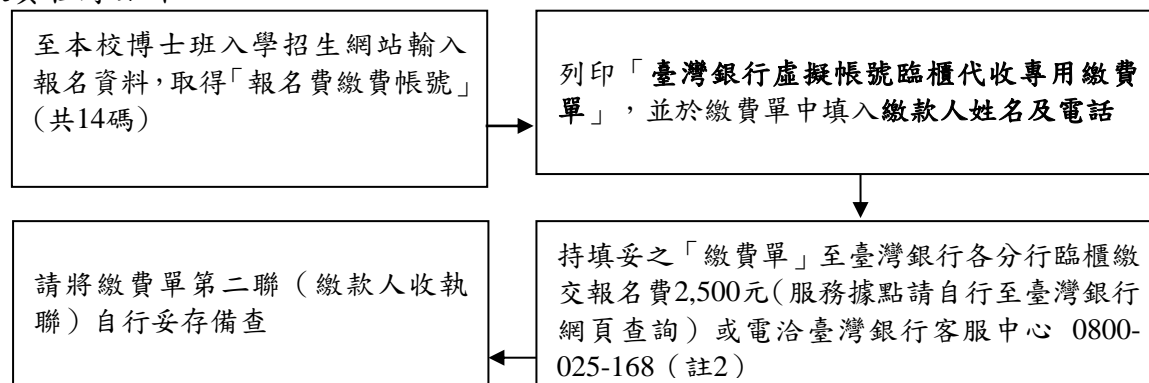 至本校博士班入學招生網站輸入
報名資料，取得「報名費繳費帳號」
（共14碼）
列印「臺灣銀行虛擬帳號臨櫃代收專用繳費
單」，並於繳費單中填入繳款人姓名及電話
持填妥之「繳費單」至臺灣銀行各分行臨櫃繳
交報名費2,500元（服務據點請自行至臺灣銀行
網頁查詢）或電洽臺灣銀行客服中心 0800-
025-168（註2）
請將繳費單第二聯（繳款人收執
聯）自行妥存備查